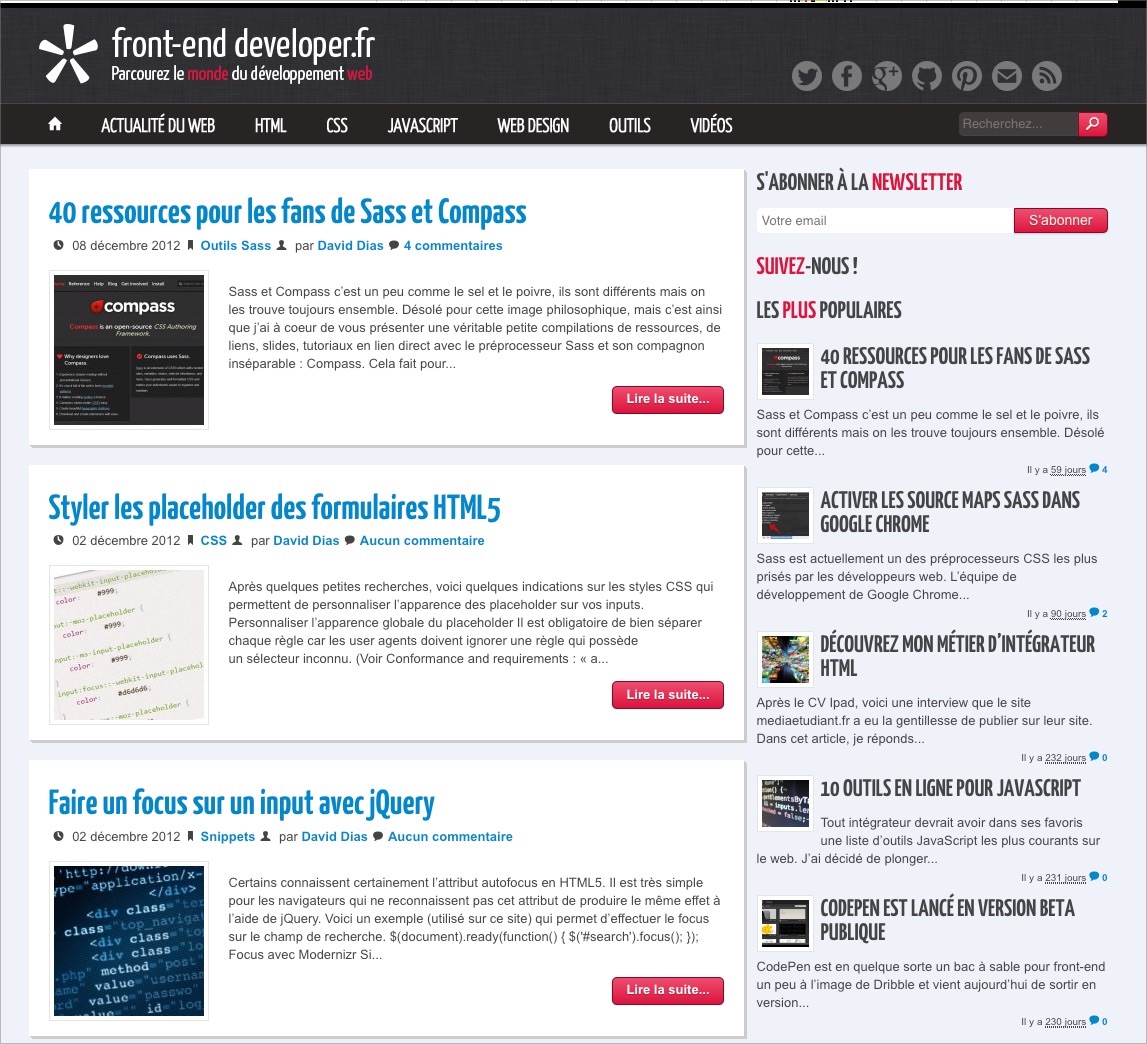 front-end developer.fr
Parcourez le monde du développement web
ACTUALITÉ DU WEB HTML CSS JAVASCRIPT WEB DESIGN OUTILS VIDÉOS
Recherchez...
40 ressources pour les fans de Sass et Compass
08 décembre 2012 Outils Sass par David Dias 4 commentaires
compass
Compass is an open-source CSS Authoring
Framework.
Why designers love
Compass.
Compass uses Sass.
Sass et Compass c’est un peu comme le sel et le poivre, ils sont différents mais on
les trouve toujours ensemble. Désolé pour cette image philosophique, mais c’est ainsi
que j’ai à coeur de vous présenter une véritable petite compilations de ressources, de
liens, slides, tutoriaux en lien direct avec le préprocesseur Sass et son compagnon
inséparable : Compass. Cela fait pour...
Lire la suite...
Styler les placeholder des formulaires HTML5
02 décembre 2012 CSS par David Dias Aucun commentaire
color: #999;
color: #999;
color: #999;
color: #d6d6d6;
Après quelques petites recherches, voici quelques indications sur les styles CSS qui
permettent de personnaliser l’apparence des placeholder sur vos inputs.
Personnaliser l’apparence globale du placeholder Il est obligatoire de bien séparer
chaque règle car les user agents doivent ignorer une règle qui possède
un sélecteur inconnu. (Voir Conformance and requirements : « a...
Lire la suite...
Faire un focus sur un input avec jQuery
02 décembre 2012 Snippets par David Dias Aucun commentaire
Certains connaissent certainement l’attribut autofocus en HTML5. Il est très simple
pour les navigateurs qui ne reconnaissent pas cet attribut de produire le même effet à
l’aide de jQuery. Voici un exemple (utilisé sur ce site) qui permet d’effectuer le focus
sur le champ de recherche. $(document).ready(function() { $('#search').focus(); });
Focus avec Modernizr Si...
Lire la suite...
S'ABONNER À LA NEWSLETTER
Votre email S'abonner
SUIVEZ-NOUS !
LES PLUS POPULAIRES
40 RESSOURCES POUR LES FANS DE SASS
ET COMPASS
Sass et Compass c’est un peu comme le sel et le poivre, ils
sont différents mais on les trouve toujours ensemble. Désolé
pour cette...
Il y a 59 jours 4
ACTIVER LES SOURCE MAPS SASS DANS
GOOGLE CHROME
Sass est actuellement un des préprocesseurs CSS les plus
prisés par les développeurs web. L’équipe de
développement de Google Chrome...
Il y a 90 jours 2
DÉCOUVREZ MON MÉTIER D’INTÉGRATEUR
HTML
Après le CV Ipad, voici une interview que le site
mediaetudiant.fr a eu la gentillesse de publier sur leur site.
Dans cet article, je réponds...
Il y a 232 jours 0
10 OUTILS EN LIGNE POUR JAVASCRIPT
Tout intégrateur devrait avoir dans ses favoris
une liste d’outils JavaScript les plus courants sur
le web. J’ai décidé de plonger...
Il y a 231 jours 0
CODEPEN EST LANCÉ EN VERSION BETA
PUBLIQUE
CodePen est en quelque sorte un bac à sable pour front-end
un peu à l’image de Dribble et vient aujourd’hui de sortir en
version...
Il y a 230 jours 0